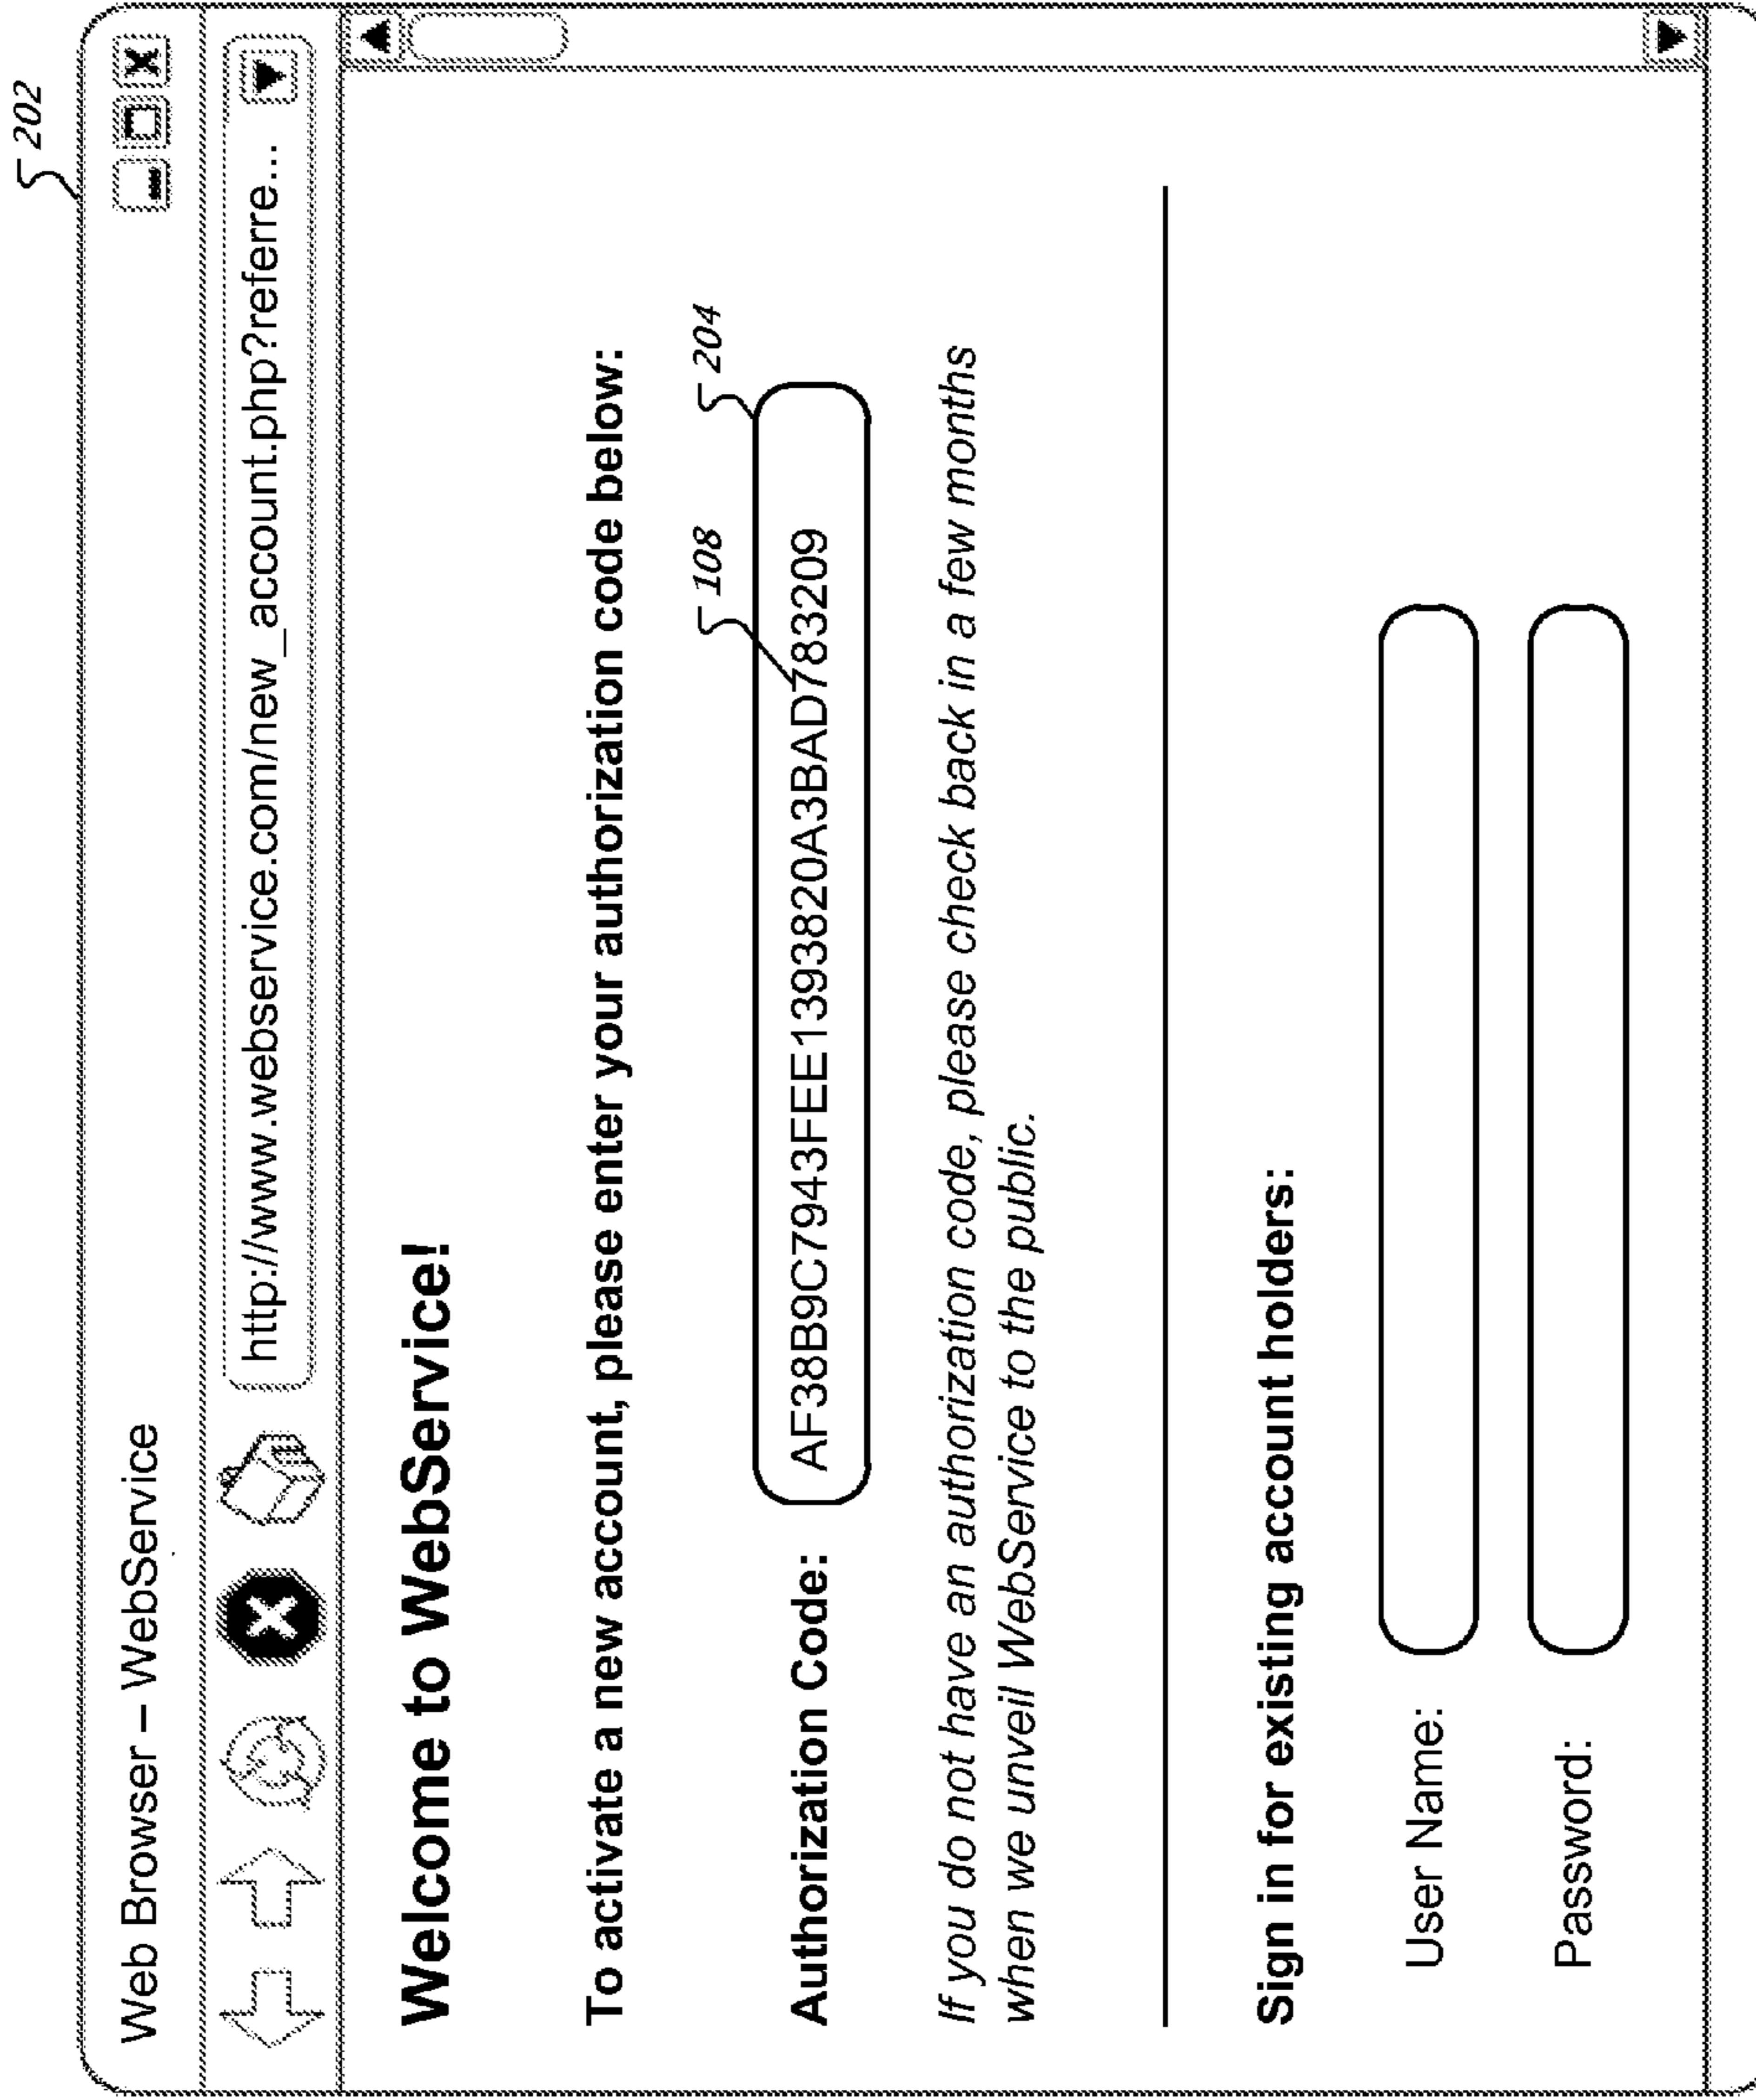 202
Web Browser – WebService
http://www.webservice.com/new_account.php?referre...
Welcome to WebService!
To activate a new account, please enter your authorization code below:
108
204
Authorization Code: AF38B9C7943FEE1393820A3BAD783209
If you do not have an authorization code, please check back in a few months
when we unveil WebService to the public.
Sign in for existing account holders:
User Name:
Password: